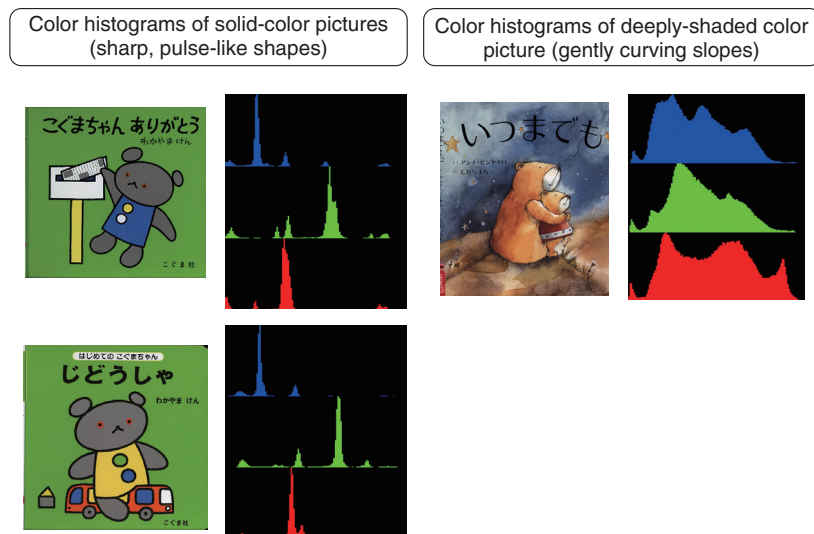 Color histograms of solid-color pictures
(sharp, pulse-like shapes)
Color histograms of deeply-shaded color
picture (gently curving slopes)
こぐまちゃん ありがとう
わかやま けん
こぐま社
いつまでも
はじめての こぐまちゃん
じどうしゃ
わかやま けん
こぐま社